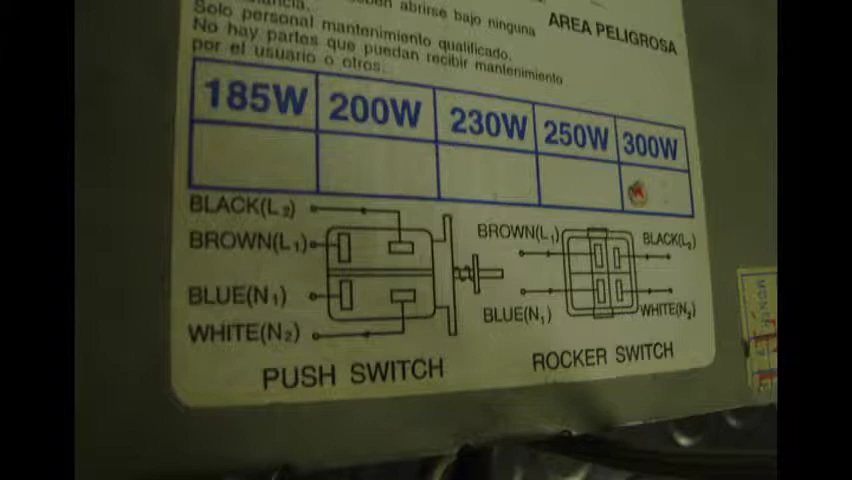 abrirse bajo ninguna
AREA PELIGROSA
Solo personal mantenimiento qualificado.
No hay partes que puedan recibir mantenimiento
por el usuario o otros.
185W 200W 230W 250W 300W
BLACK(L2)
BROWN(L1)
BLUE(N1)
WHITE(N2)
PUSH SWITCH
BROWN(L1) BLACK(L2)
BLUE(N1) WHITE(N2)
ROCKER SWITCH